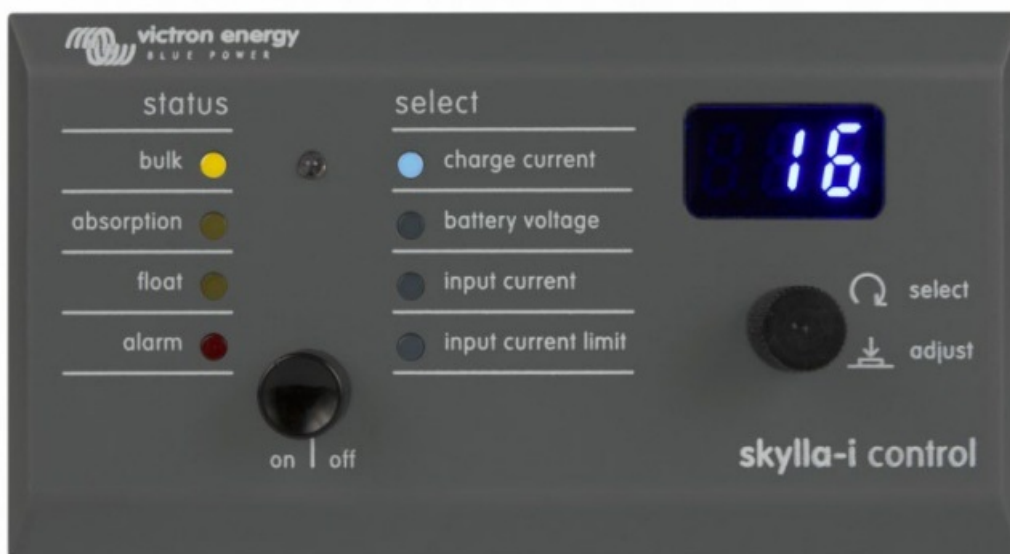 victron energy
BLUE POWER
status
bulk
absorption
float
alarm
on | off
select
charge current
battery voltage
input current
input current limit
16
select
adjust
skylla-i control